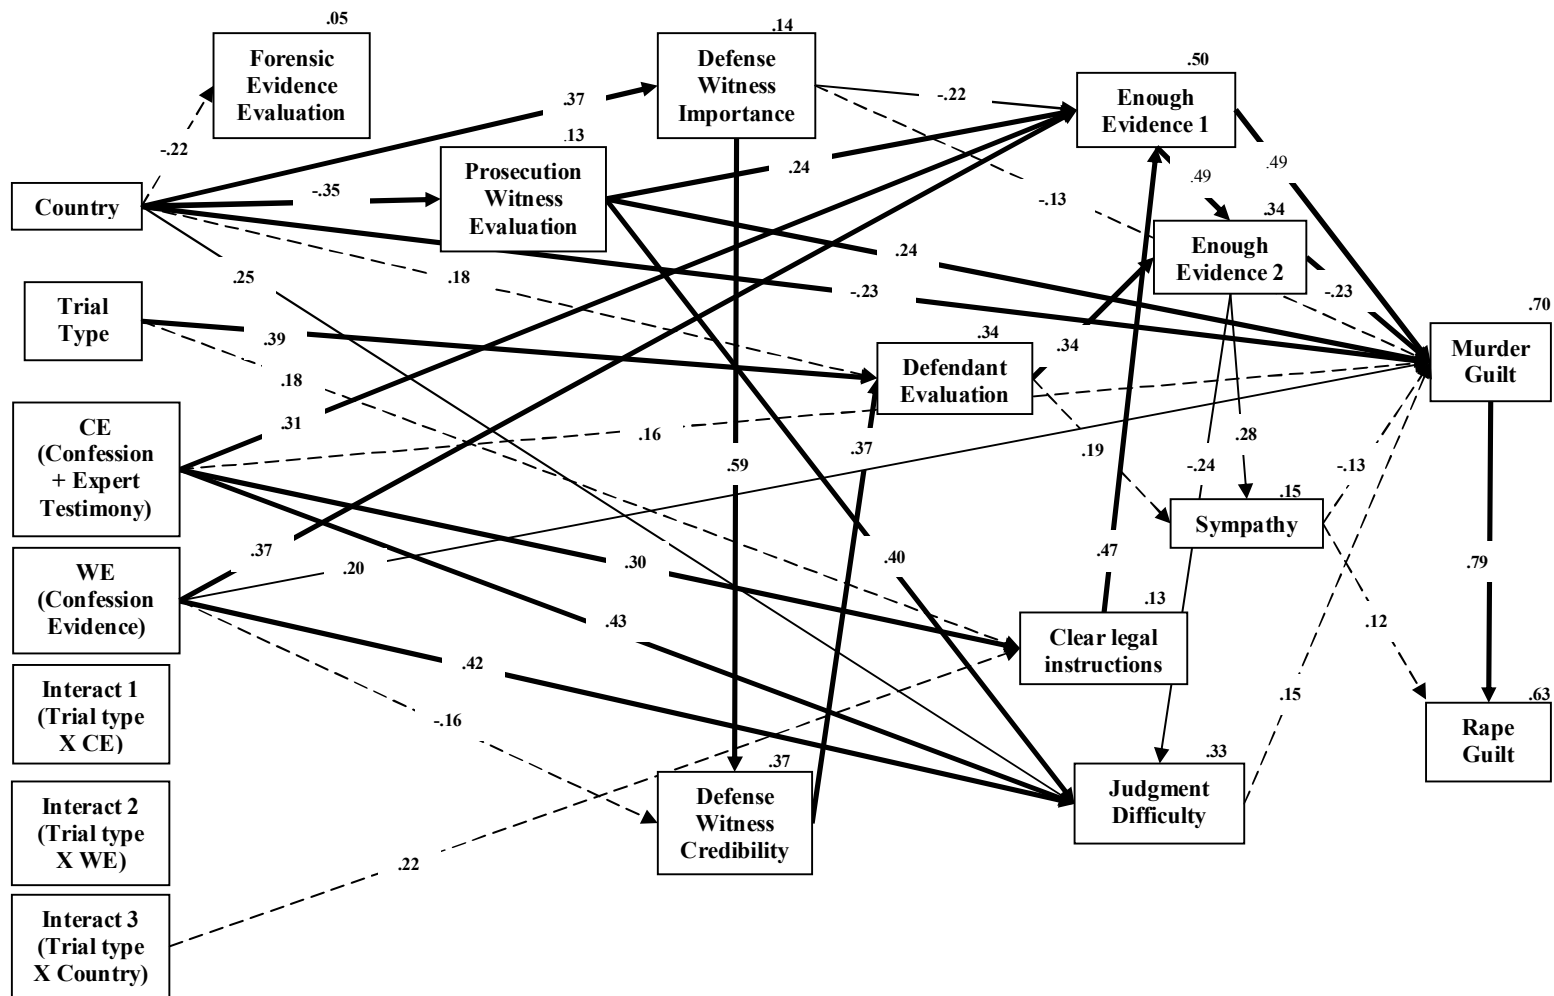 .05
.14
Forensic
Evidence
Evaluation
Defense
Witness
Importance
.50
Enough
Evidence 1
.37
-.22
.13
-.22
-.35
Prosecution
Witness
Evaluation
.24
.49
.49
Country
-.13
.34
Enough
Evidence 2
.25
.18
.24
-.23
-.23
Trial
Type
.39
.34
.34
.70
Defendant
Evaluation
Murder
Guilt
.18
CE
(Confession
+ Expert
Testimony)
.31
.16
.37
.19
.28
-.24
-.13
.59
.15
Sympathy
WE
(Confession
Evidence)
.37
.20
.30
.40
.47
.79
.13
Clear legal
instructions
.43
.12
.42
Interact 1
(Trial type
X CE)
-.16
.15
.63
Rape
Guilt
.37
.33
Defense
Witness
Credibility
Judgment
Difficulty
Interact 2
(Trial type
X WE)
.22
Interact 3
(Trial type
X Country)